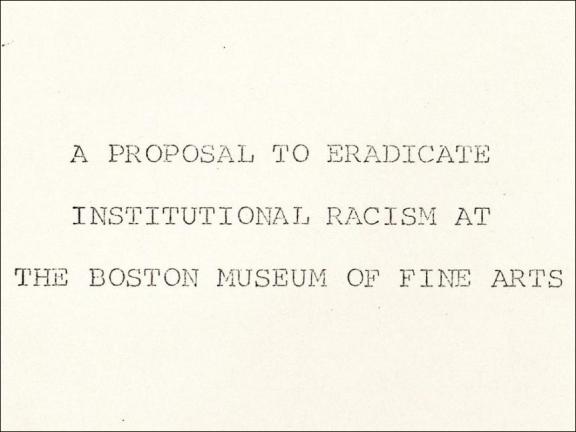 A PROPOSAL TO ERADICATE
INSTITUTIONAL RACISM AT
THE BOSTON MUSEUM OF FINE ARTS